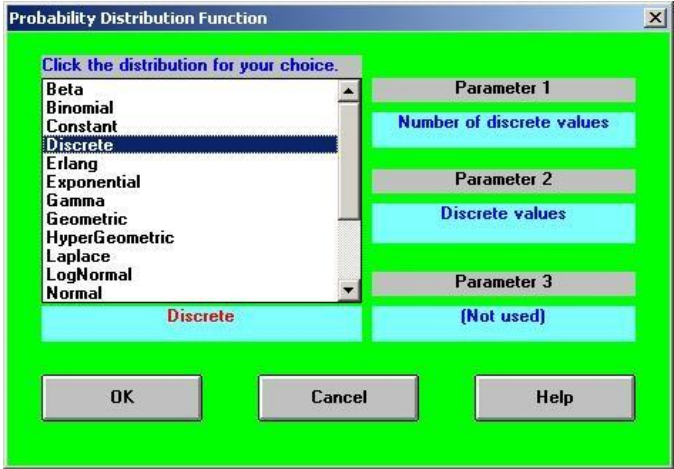 Probability Distribution Function
Click the distribution for your choice.
Beta
Binomial
Constant
Discrete
Erlang
Exponential
Gamma
Geometric
HyperGeometric
Laplace
LogNormal
Normal
Discrete
Parameter 1
Number of discrete values
Parameter 2
Discrete values
Parameter 3
(Not used)
OK
Cancel
Help